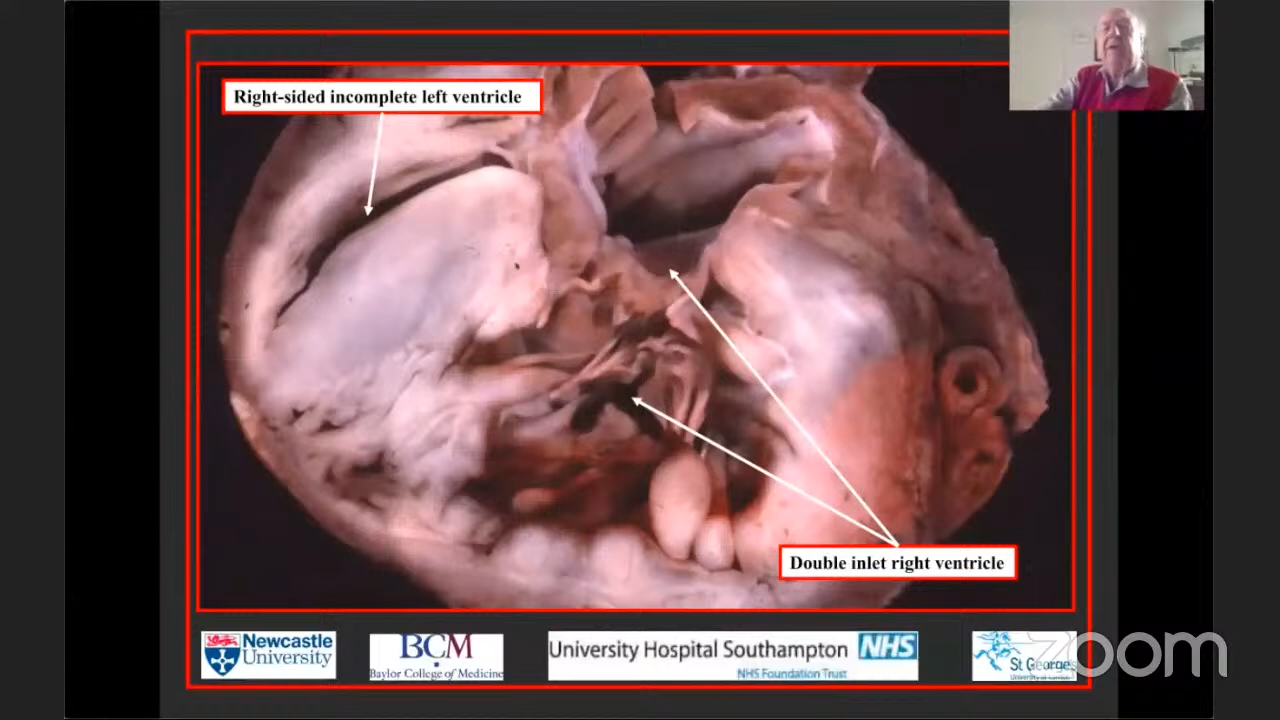 Right-sided incomplete left ventricle
Double inlet right ventricle
Newcastle
University
BCM
Baylor College of Medicine
University Hospital Southampton NHS
NHS Foundation Trust
St George's
zoom